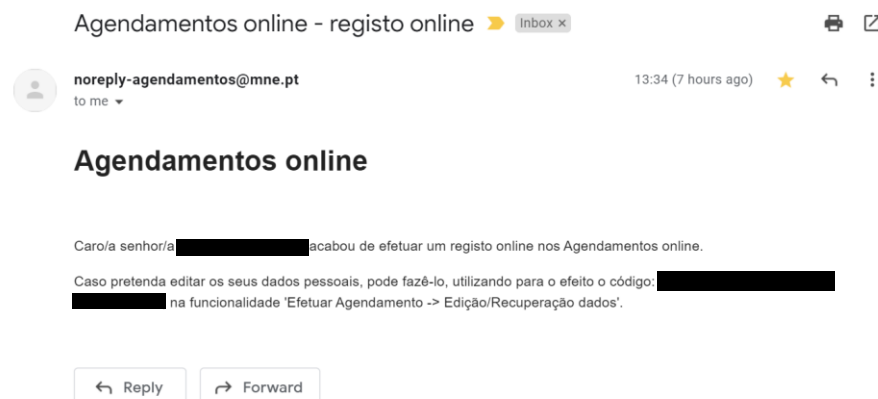 Agendamentos online - registo online Inbox ×
noreply-agendamentos@mne.pt 13:34 (7 hours ago)
to me
Agendamentos online
Caro/a senhor/a acabou de efetuar um registo online nos Agendamentos online.
Caso pretenda editar os seus dados pessoais, pode fazê-lo, utilizando para o efeito o código:
na funcionalidade 'Efetuar Agendamento -> Edição/Recuperação dados'.
Reply Forward